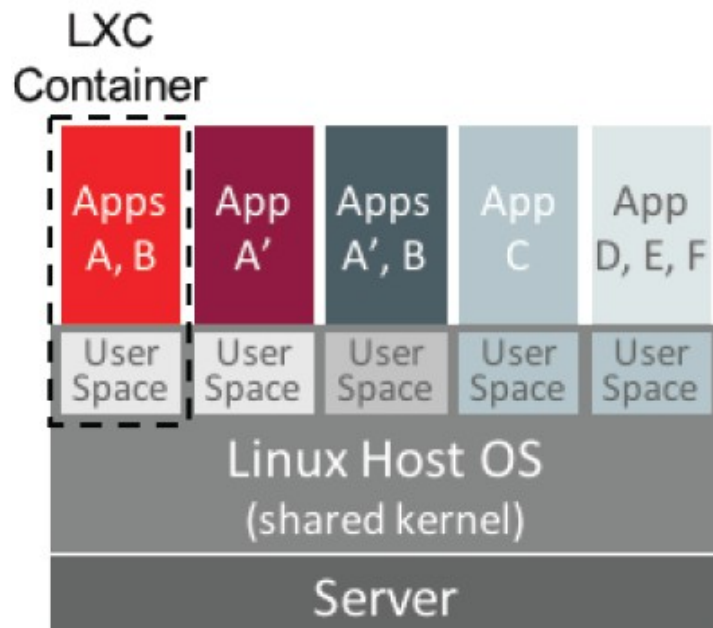 LXC
Container
Apps
A, B
App
A′
Apps
A′, B
App
C
App
D, E, F
User
Space
User
Space
User
Space
User
Space
User
Space
Linux Host OS
(shared kernel)
Server